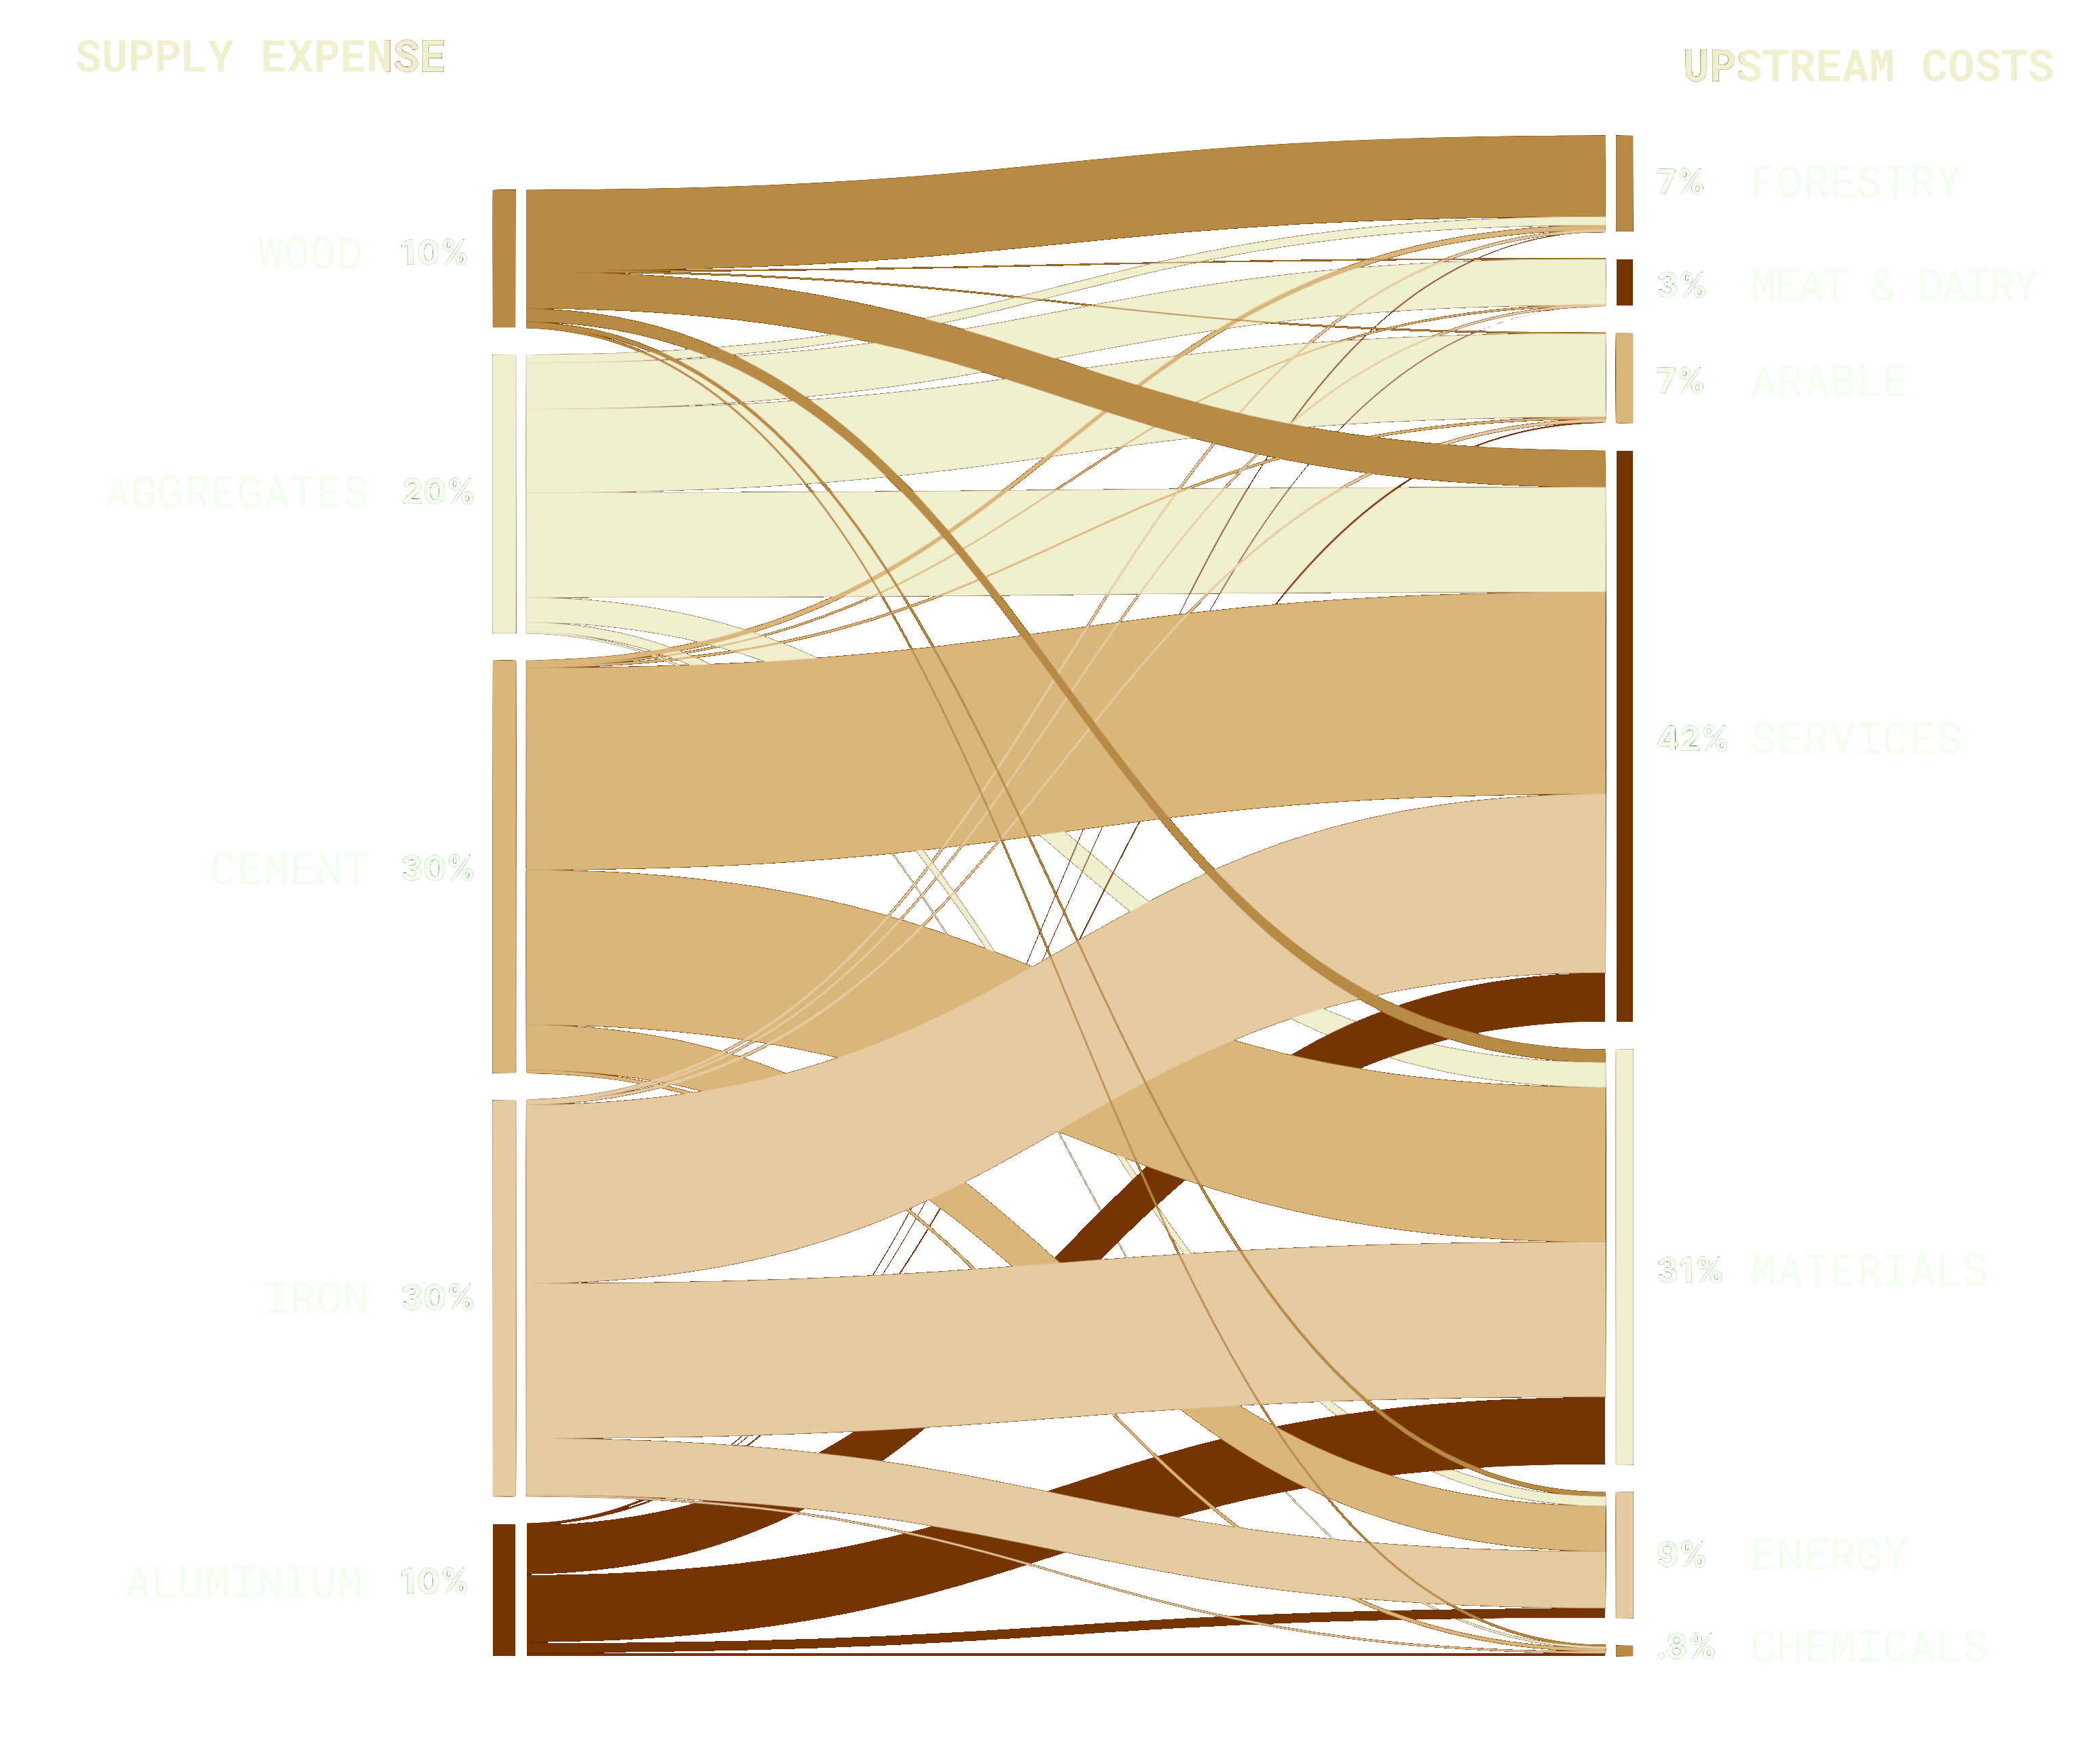 SUPPLY EXPENSE
UPSTREAM COSTS
WOOD 10%
AGGREGATES 20%
CEMENT 30%
IRON 30%
ALUMINIUM 10%
7% FORESTRY
3% MEAT & DAIRY
7% ARABLE
42% SERVICES
31% MATERIALS
9% ENERGY
.8% CHEMICALS